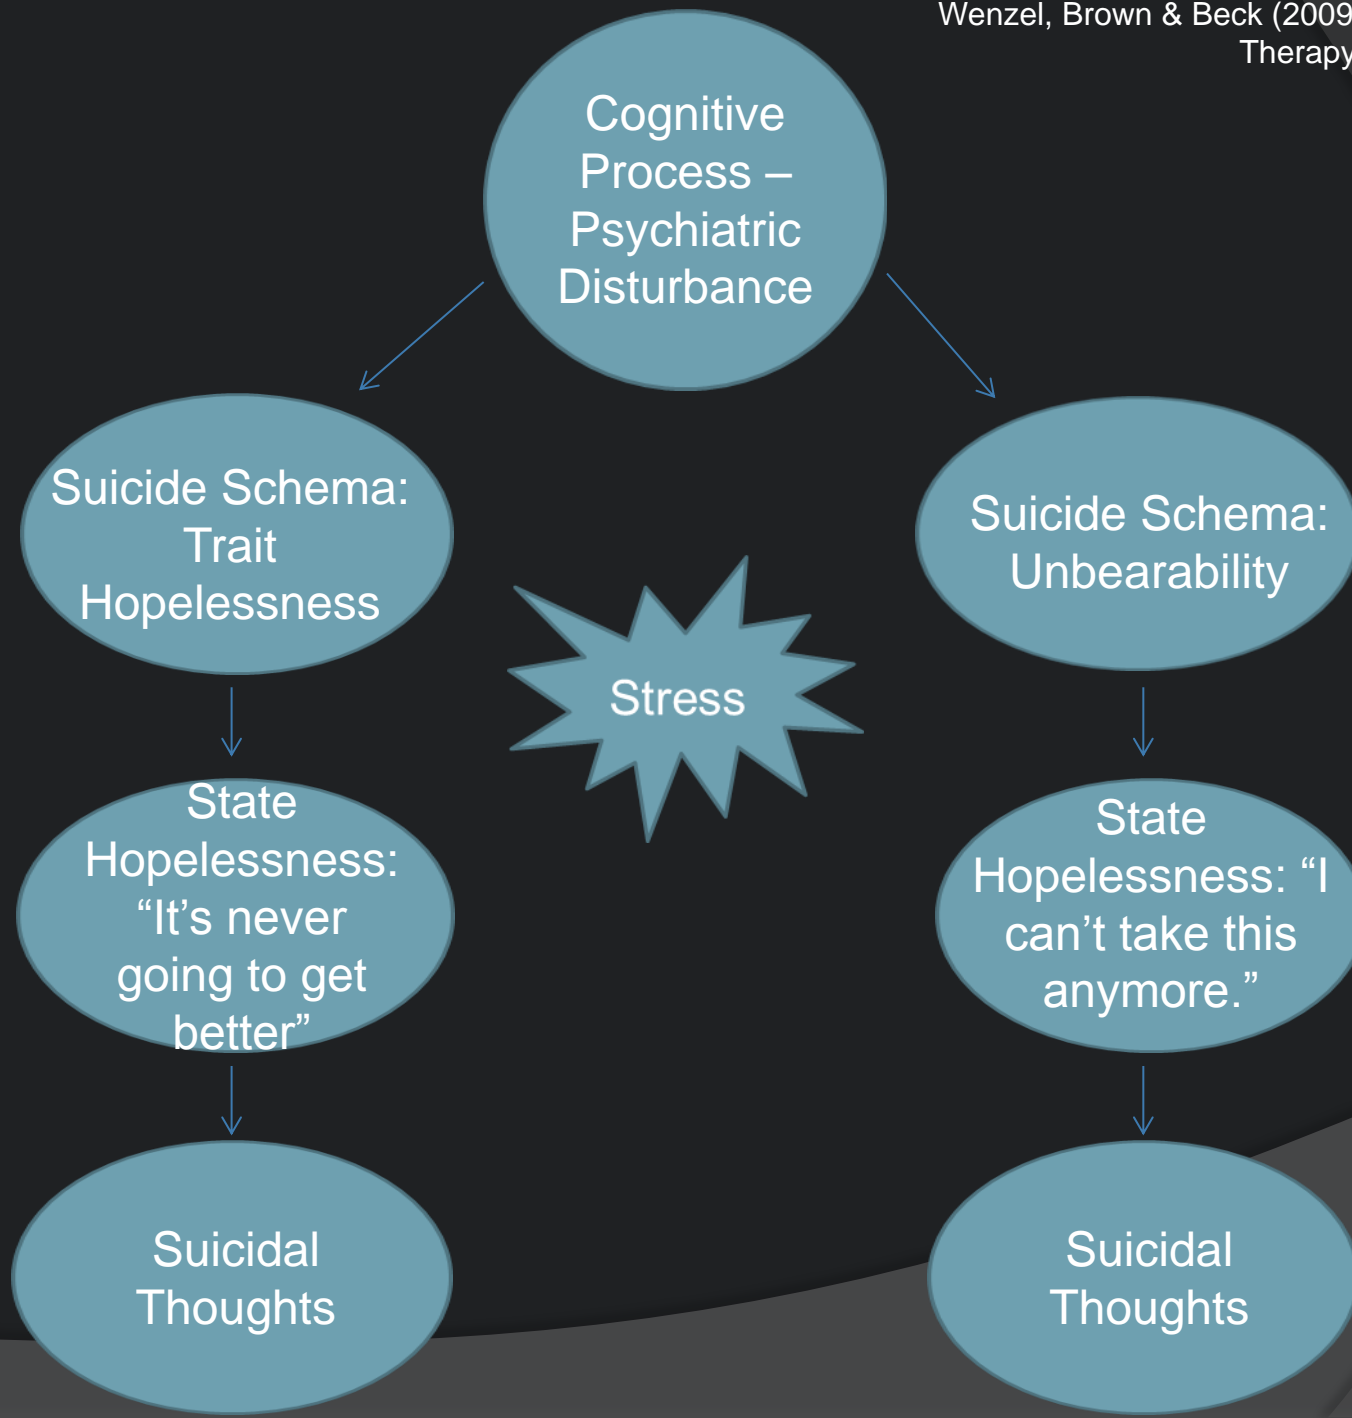 Wenzel, Brown & Beck (2009
Therapy
Cognitive
Process –
Psychiatric
Disturbance
Suicide Schema:
Trait
Hopelessness
Suicide Schema:
Unbearability
Stress
State
Hopelessness:
“It’s never
going to get
better”
State
Hopelessness: “I
can’t take this
anymore.”
Suicidal
Thoughts
Suicidal
Thoughts